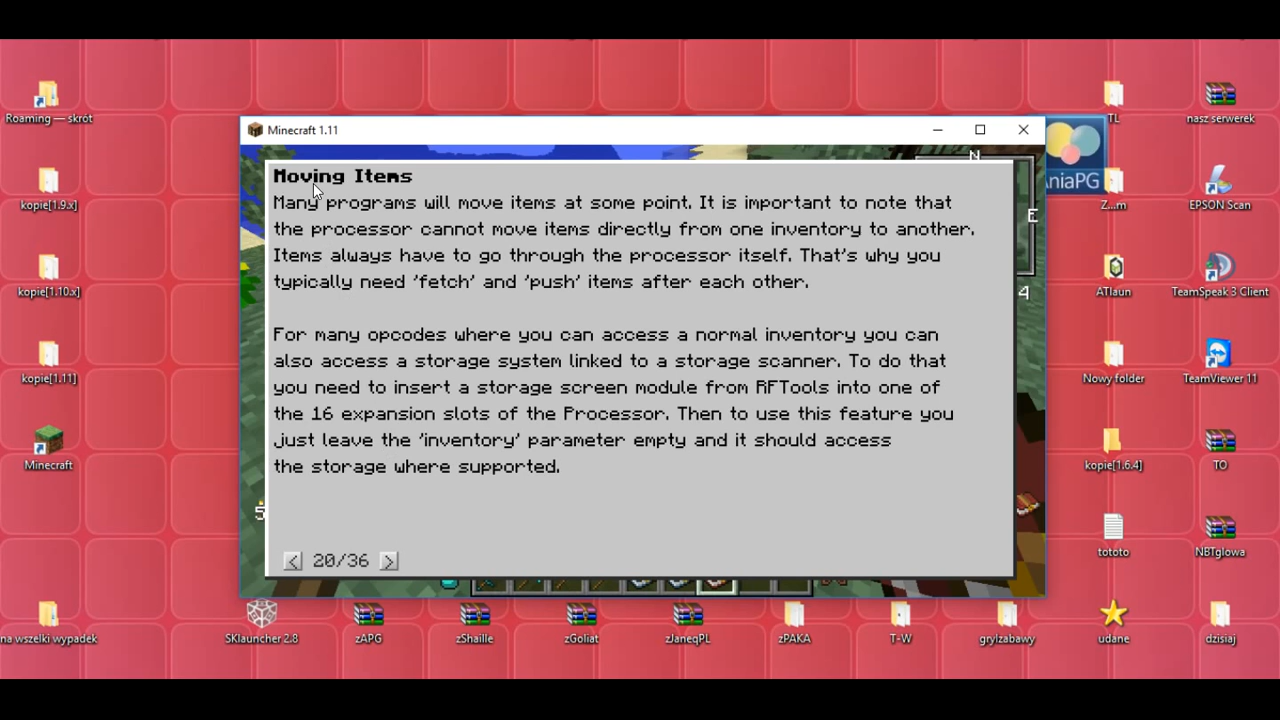 Roaming — skrót
kopie[1.9.x]
kopie[1.10.x]
kopie[1.11]
Minecraft
na wszelki wypadek
Minecraft 1.11
N
E
4
5
Moving Items
Many programs will move items at some point. It is important to note that
the processor cannot move items directly from one inventory to another.
Items always have to go through the processor itself. That's why you
typically need 'fetch' and 'push' items after each other.
For many opcodes where you can access a normal inventory you can
also access a storage system linked to a storage scanner. To do that
you need to insert a storage screen module from RFTools into one of
the 16 expansion slots of the Processor. Then to use this feature you
just leave the 'inventory' parameter empty and it should access
the storage where supported.
< 20/36 >
AniaPG
TL
nasz serwerek
Z...m
EPSON Scan
ATlaun
TeamSpeak 3 Client
Nowy folder
TeamViewer 11
kopie[1.6.4]
TO
tototo
NBTglowa
SKlauncher 2.8
zAPG
zShaille
zGoliat
zJaneqPL
zPAKA
T-W
grylzabawy
udane
dzisiaj